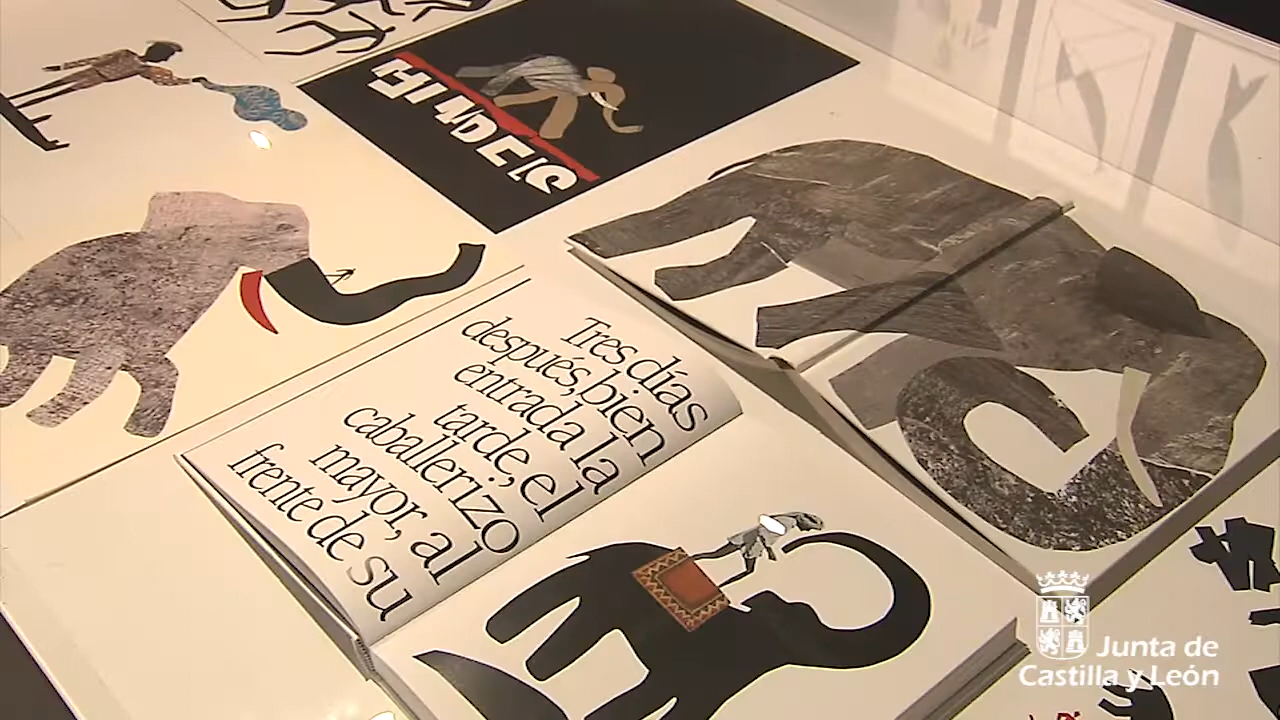 Tres días
después, bien
entrada la
tarde, el
caballerizo
mayor, al
frente de su
Junta de
Castilla y León